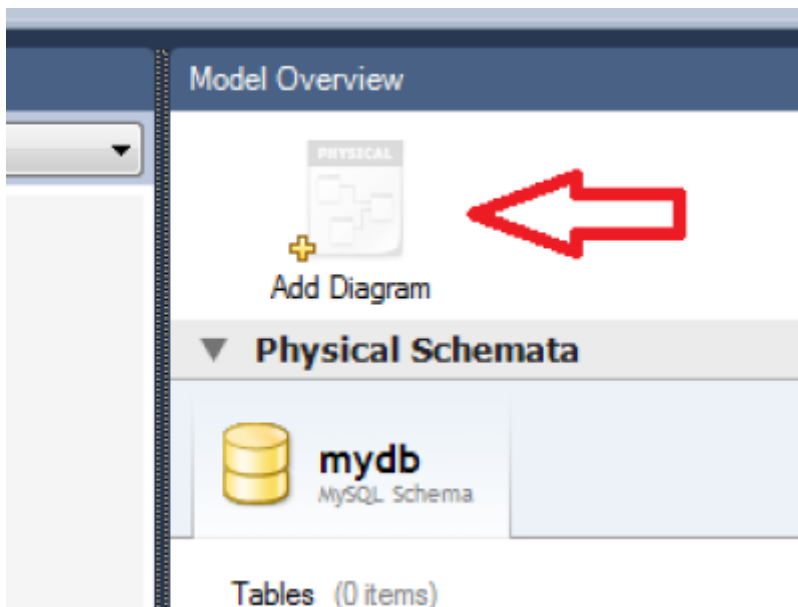 Model Overview
PHYSICAL
Add Diagram
Physical Schemata
mydb
MySQL Schema
Tables (0 items)